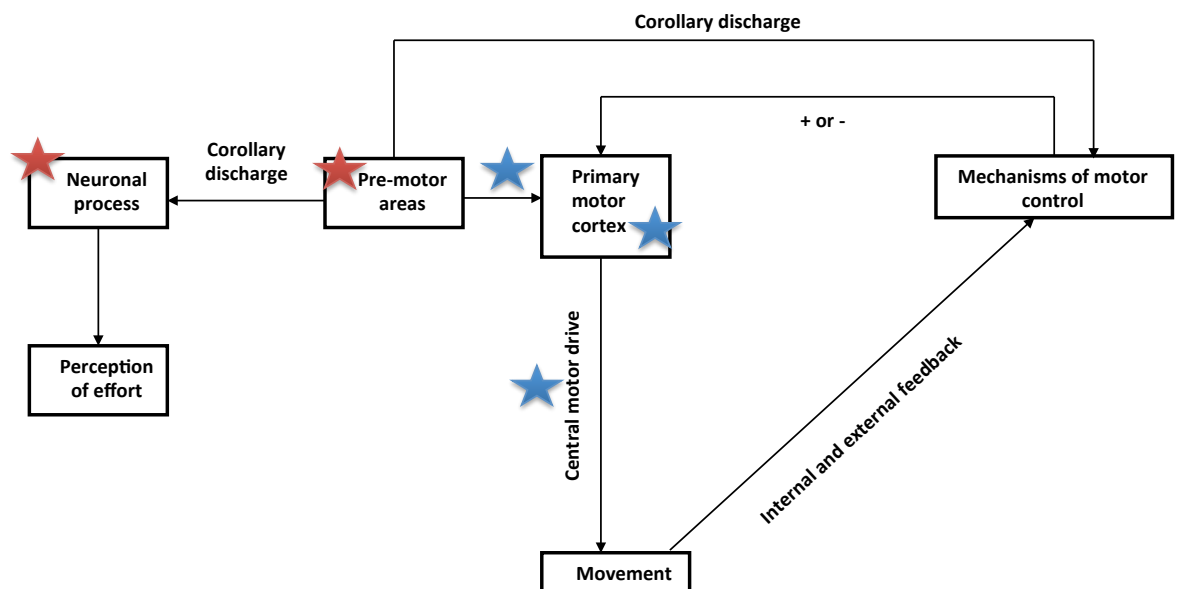 Corollary discharge
+ or -
Corollary
discharge
Neuronal
process
Pre-motor
areas
Primary
motor
cortex
Mechanisms of motor
control
Perception
of effort
Central motor drive
Internal and external feedback
Movement